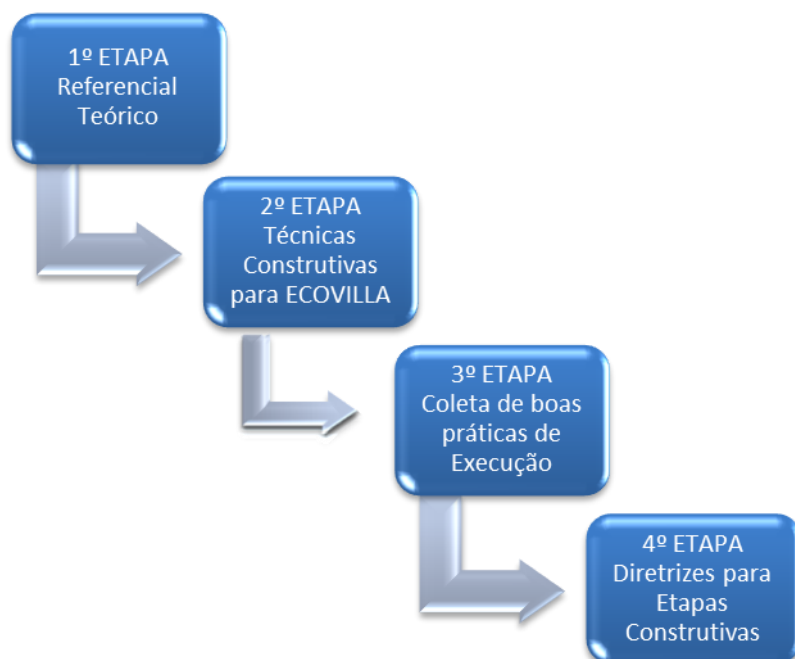 1º ETAPA
Referencial
Teórico
2º ETAPA
Técnicas
Construtivas
para ECOVILLA
3º ETAPA
Coleta de boas
práticas de
Execução
4º ETAPA
Diretrizes para
Etapas
Construtivas